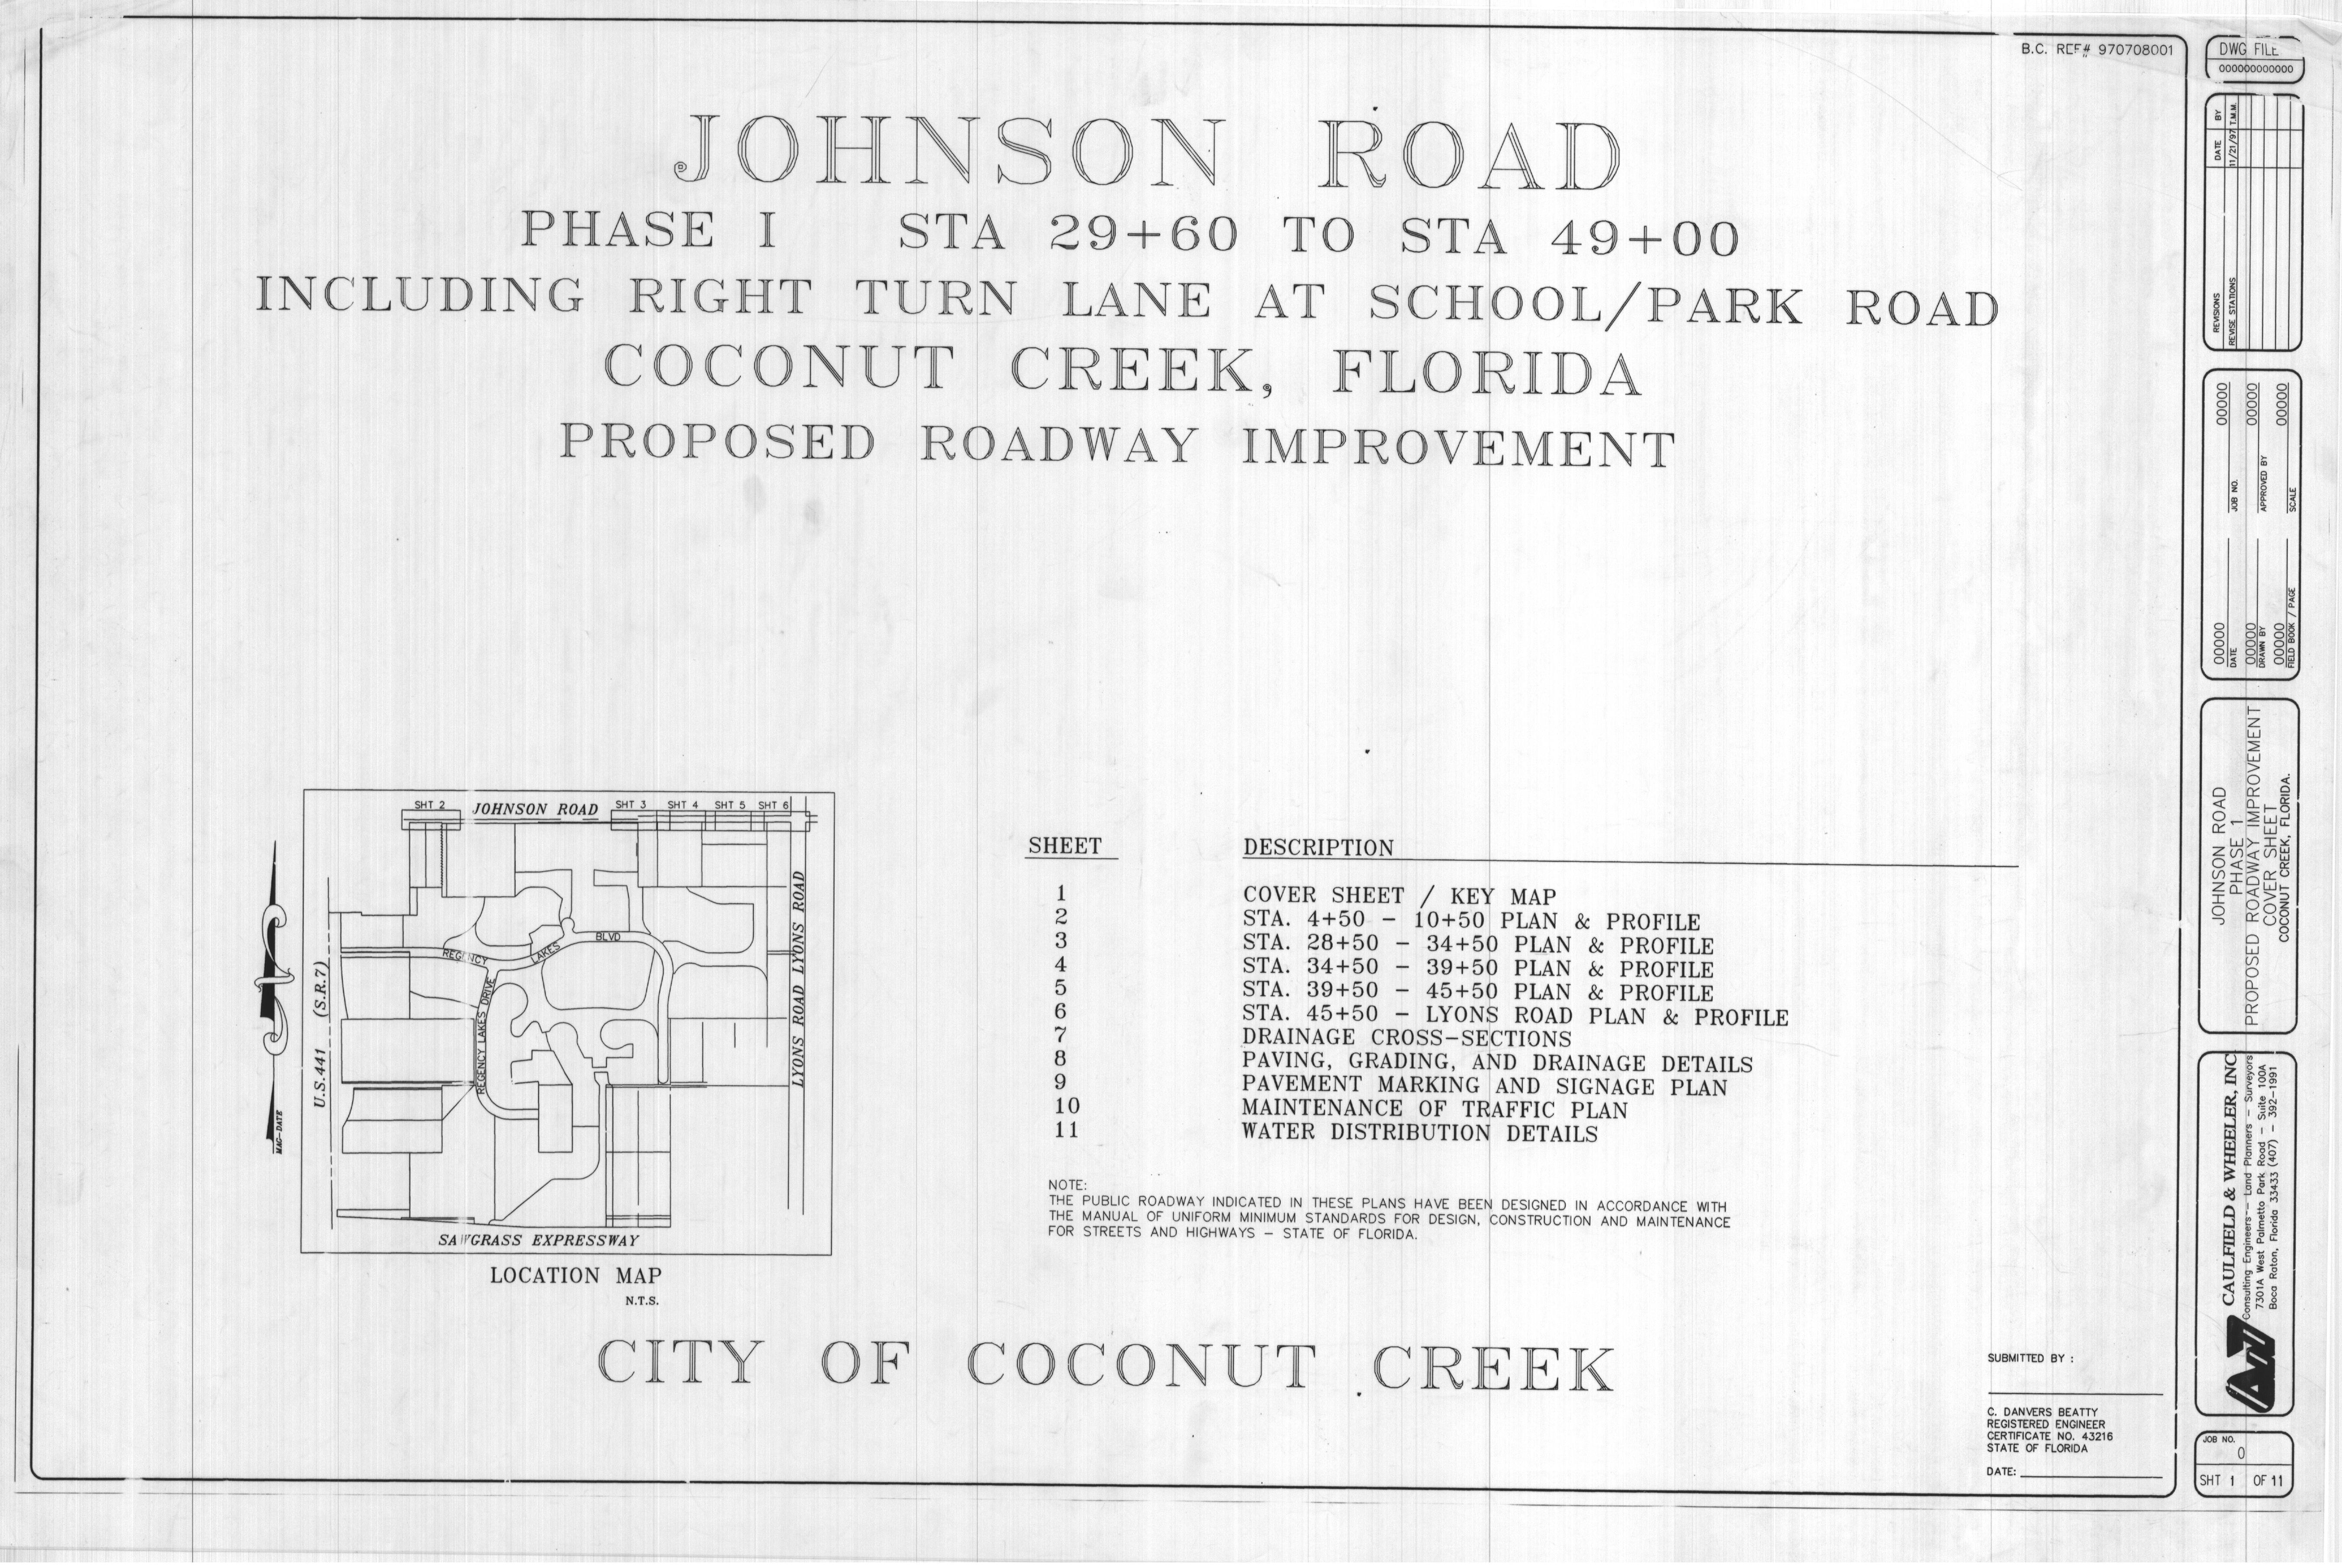 B.C. REF# 970708001
JOHNSON ROAD
PHASE I STA 29+60 TO STA 49+00
INCLUDING RIGHT TURN LANE AT SCHOOL/PARK ROAD
COCONUT CREEK, FLORIDA
PROPOSED ROADWAY IMPROVEMENT
SHT 2
JOHNSON ROAD
SHT 3
SHT 4
SHT 5
SHT 6
REGENCY
LAKES
BLVD
REGENCY LAKES DRIVE
U.S.441 (S.R.7)
LYONS ROAD LYONS ROAD
SAWGRASS EXPRESSWAY
MAG-DATE
LOCATION MAP
N.T.S.
SHEET DESCRIPTION
1 COVER SHEET / KEY MAP
2 STA. 4+50 - 10+50 PLAN & PROFILE
3 STA. 28+50 - 34+50 PLAN & PROFILE
4 STA. 34+50 - 39+50 PLAN & PROFILE
5 STA. 39+50 - 45+50 PLAN & PROFILE
6 STA. 45+50 - LYONS ROAD PLAN & PROFILE
7 DRAINAGE CROSS-SECTIONS
8 PAVING, GRADING, AND DRAINAGE DETAILS
9 PAVEMENT MARKING AND SIGNAGE PLAN
10 MAINTENANCE OF TRAFFIC PLAN
11 WATER DISTRIBUTION DETAILS
NOTE:
THE PUBLIC ROADWAY INDICATED IN THESE PLANS HAVE BEEN DESIGNED IN ACCORDANCE WITH
THE MANUAL OF UNIFORM MINIMUM STANDARDS FOR DESIGN, CONSTRUCTION AND MAINTENANCE
FOR STREETS AND HIGHWAYS - STATE OF FLORIDA.
CITY OF COCONUT CREEK
SUBMITTED BY :
C. DANVERS BEATTY
REGISTERED ENGINEER
CERTIFICATE NO. 43216
STATE OF FLORIDA
DATE:
DWG FILE
000000000000
REVISIONS DATE BY
REVISE STATIONS 11/21/97 T.M.M.
00000 00000
DATE JOB NO.
00000 00000
DRAWN BY APPROVED BY
00000 00000
FIELD BOOK / PAGE SCALE
JOHNSON ROAD
PHASE 1
PROPOSED ROADWAY IMPROVEMENT
COVER SHEET
COCONUT CREEK, FLORIDA.
CAULFIELD & WHEELER, INC.
Consulting Engineers - Land Planners - Surveyors
7301A West Palmetto Park Road - Suite 100A
Boca Raton, Florida 33433 (407) - 392-1991
JOB NO.
0
SHT 1 OF 11